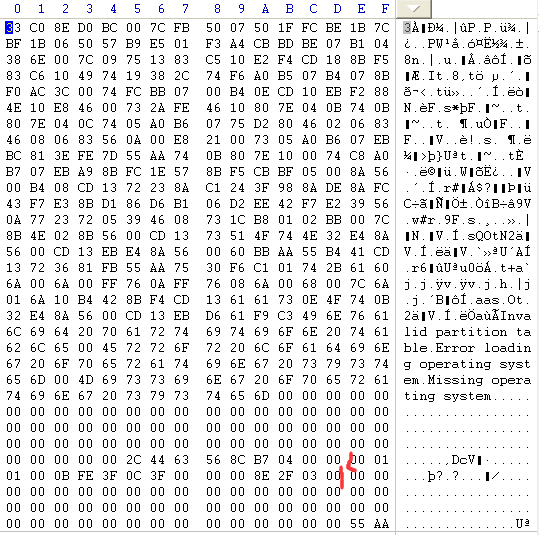 0 1 2 3 4 5 6 7 8 9 A B C D E F
33 C0 8E D0 BC 00 7C FB 50 07 50 1F FC BE 1B 7C 3À▮Ð¼.|ûP.P.ü¾.|
BF 1B 06 50 57 B9 E5 01 F3 A4 CB BD BE 07 B1 04 ¿..PW¹å.ó¤Ë½¾.±.
38 6E 00 7C 09 75 13 83 C5 10 E2 F4 CD 18 8B F5 8n.|.u.▮Å.âôÍ.▮õ
83 C6 10 49 74 19 38 2C 74 F6 A0 B5 07 B4 07 8B ▮Æ.It.8,tö µ.´.▮
F0 AC 3C 00 74 FC BB 07 00 B4 0E CD 10 EB F2 88 ð¬<.tü»..´.Í.ëò▮
4E 10 E8 46 00 73 2A FE 46 10 80 7E 04 0B 74 0B N.èF.s*þF.▮~..t.
80 7E 04 0C 74 05 A0 B6 07 75 D2 80 46 02 06 83 ▮~..t. ¶.uÒ▮F..▮
46 08 06 83 56 0A 00 E8 21 00 73 05 A0 B6 07 EB F..▮V..è!.s. ¶.ë
BC 81 3E FE 7D 55 AA 74 0B 80 7E 10 00 74 C8 A0 ¼▮>þ}Uªt.▮~..tÈ
B7 07 EB A9 8B FC 1E 57 8B F5 CB BF 05 00 8A 56 ·.ë©▮ü.W▮õË¿..▮V
00 B4 08 CD 13 72 23 8A C1 24 3F 98 8A DE 8A FC .´.Í.r#▮Á$?▮▮Þ▮ü
43 F7 E3 8B D1 86 D6 B1 06 D2 EE 42 F7 E2 39 56 C÷ã▮Ñ▮Ö±.ÒîB÷â9V
0A 77 23 72 05 39 46 08 73 1C B8 01 02 BB 00 7C .w#r.9F.s.¸..».|
8B 4E 02 8B 56 00 CD 13 73 51 4F 74 4E 32 E4 8A ▮N.▮V.Í.sQOtN2ä▮
56 00 CD 13 EB E4 8A 56 00 60 BB AA 55 B4 41 CD V.Í.ëä▮V.`»ªU´AÍ
13 72 36 81 FB 55 AA 75 30 F6 C1 01 74 2B 61 60 .r6▮ûUªu0öÁ.t+a`
6A 00 6A 00 FF 76 0A FF 76 08 6A 00 68 00 7C 6A j.j.ÿv.ÿv.j.h.|j
01 6A 10 B4 42 8B F4 CD 13 61 61 73 0E 4F 74 0B .j.´B▮ôÍ.aas.Ot.
32 E4 8A 56 00 CD 13 EB D6 61 F9 C3 49 6E 76 61 2ä▮V.Í.ëÖaùÃInva
6C 69 64 20 70 61 72 74 69 74 69 6F 6E 20 74 61 lid partition ta
62 6C 65 00 45 72 72 6F 72 20 6C 6F 61 64 69 6E ble.Error loadin
67 20 6F 70 65 72 61 74 69 6E 67 20 73 79 73 74 g operating syst
65 6D 00 4D 69 73 73 69 6E 67 20 6F 70 65 72 61 em.Missing opera
74 69 6E 67 20 73 79 73 74 65 6D 00 00 00 00 00 ting system.....
00 00 00 00 00 00 00 00 00 00 00 00 00 00 00 00 ................
00 00 00 00 00 00 00 00 00 00 00 00 00 00 00 00 ................
00 00 00 00 00 00 00 00 00 00 00 00 00 00 00 00 ................
00 00 00 00 00 2C 44 63 56 8C B7 04 00 00 00 01 .....,DcV▮·.....
01 00 0B FE 3F 0C 3F 00 00 00 8E 2F 03 00 00 00 ...þ?.?...▮/....
00 00 00 00 00 00 00 00 00 00 00 00 00 00 00 00 ................
00 00 00 00 00 00 00 00 00 00 00 00 00 00 00 00 ................
00 00 00 00 00 00 00 00 00 00 00 00 00 00 55 AA ..............Uª